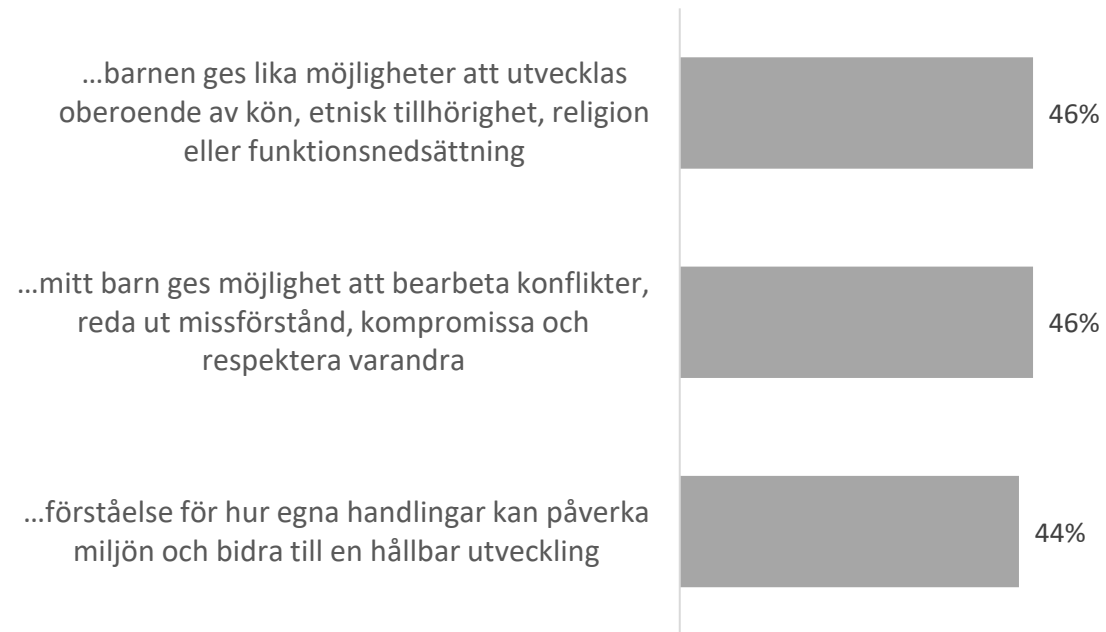 …barnen ges lika möjligheter att utvecklas
oberoende av kön, etnisk tillhörighet, religion
eller funktionsnedsättning
46%
…mitt barn ges möjlighet att bearbeta konflikter,
reda ut missförstånd, kompromissa och
respektera varandra
46%
…förståelse för hur egna handlingar kan påverka
miljön och bidra till en hållbar utveckling
44%